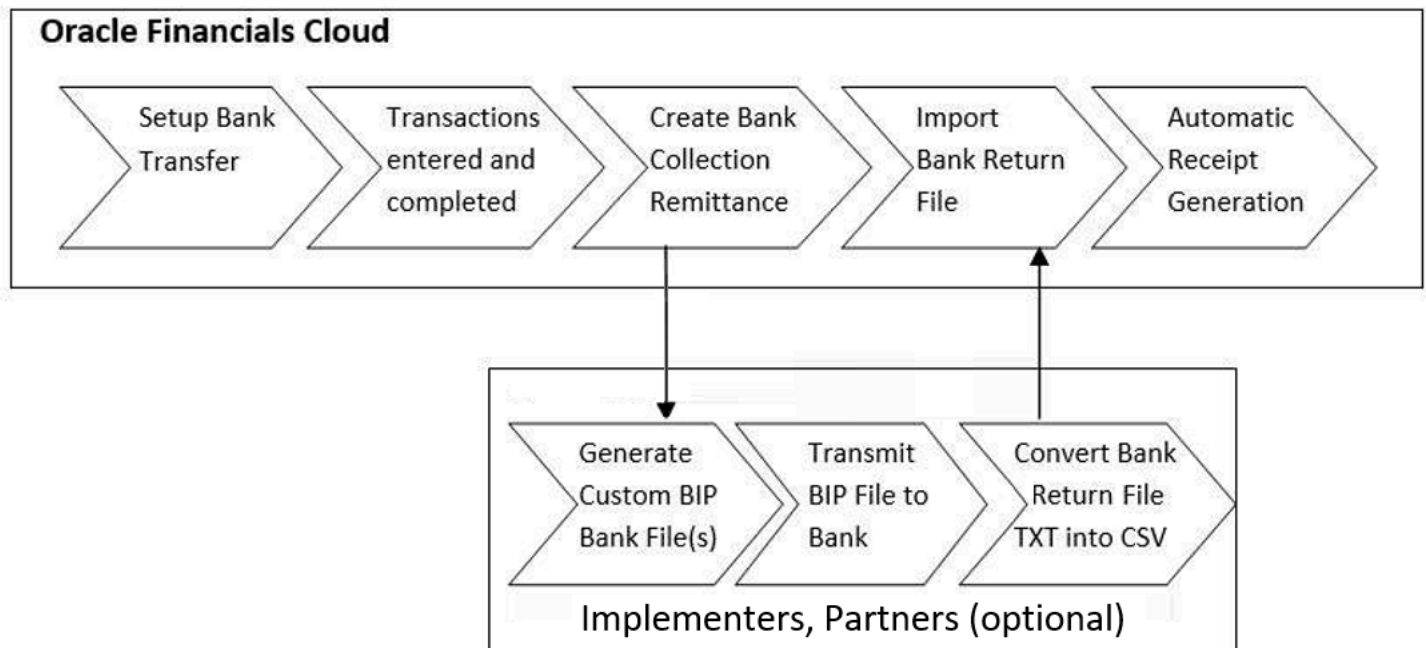 Oracle Financials Cloud
Setup Bank
Transfer
Transactions
entered and
completed
Create Bank
Collection
Remittance
Import
Bank Return
File
Automatic
Receipt
Generation
Generate
Custom BIP
Bank File(s)
Transmit
BIP File to
Bank
Convert Bank
Return File
TXT into CSV
Implementers, Partners (optional)